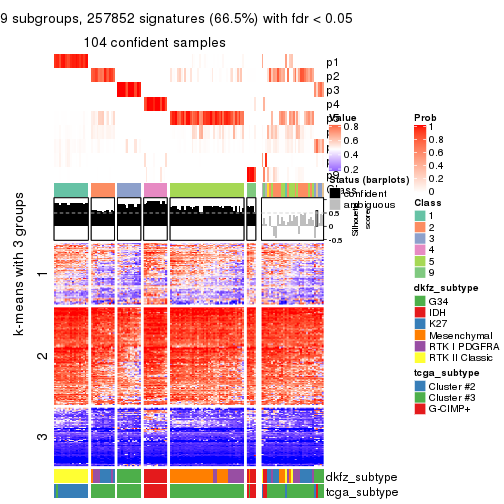 9 subgroups, 257852 signatures (66.5%) with fdr < 0.05
104 confident samples
p1
p2
p3
p4
Value
0.8
0.6
0.4
0.2
Status (barplots)
confident
ambiguous
0.5
0
-0.5
Silhouette
score
k-means with 3 groups
1
2
3
dkfz_subtype
tcga_subtype
Prob
1
0.8
0.6
0.4
0.2
0
Class
1
2
3
4
5
9
dkfz_subtype
G34
IDH
K27
Mesenchymal
RTK I PDGFRA
RTK II Classic
tcga_subtype
Cluster #2
Cluster #3
G-CIMP+